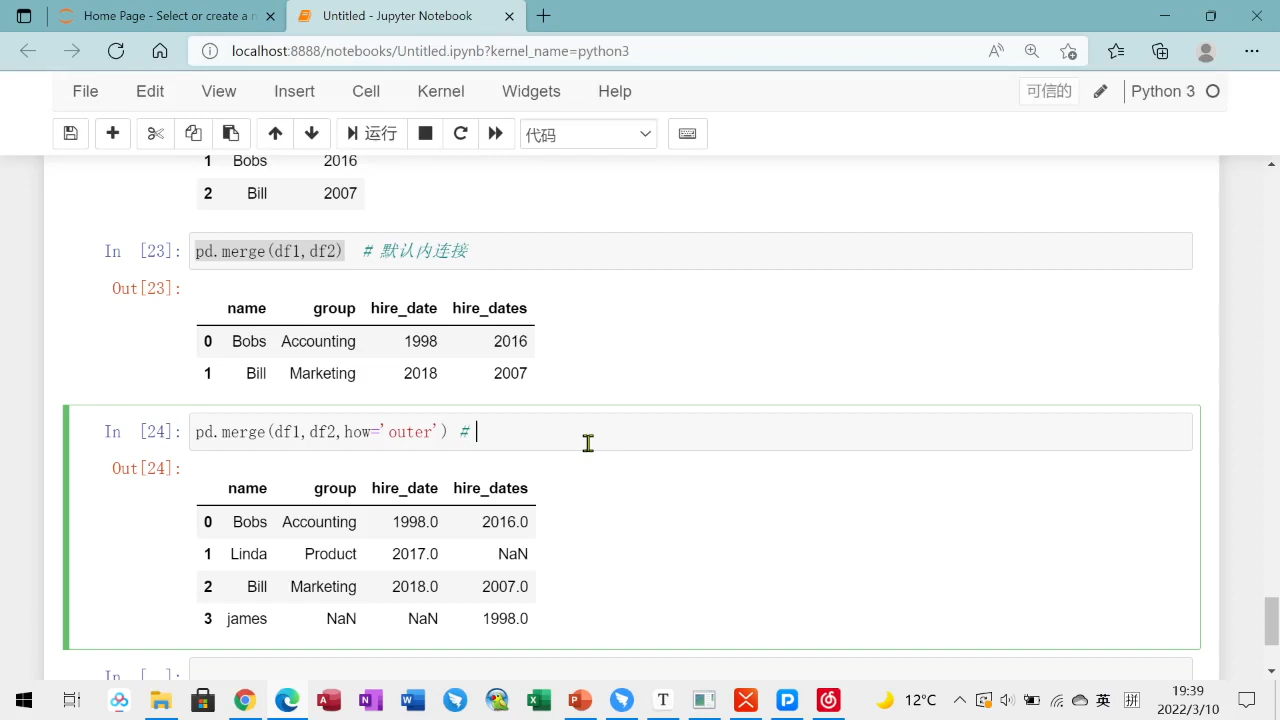 Home Page - Select or create a n
Untitled - Jupyter Notebook
localhost:8888/notebooks/Untitled.ipynb?kernel_name=python3
File Edit View Insert Cell Kernel Widgets Help 可信的 Python 3
运行 代码
1 Bobs 2016
2 Bill 2007
In [23]: pd.merge(df1,df2) # 默认内连接
Out[23]:
name group hire_date hire_dates
0 Bobs Accounting 1998 2016
1 Bill Marketing 2018 2007
In [24]: pd.merge(df1,df2,how='outer') #
Out[24]:
name group hire_date hire_dates
0 Bobs Accounting 1998.0 2016.0
1 Linda Product 2017.0 NaN
2 Bill Marketing 2018.0 2007.0
3 james NaN NaN 1998.0
In [ ]:
12°C 英 拼 19:39
2022/3/10